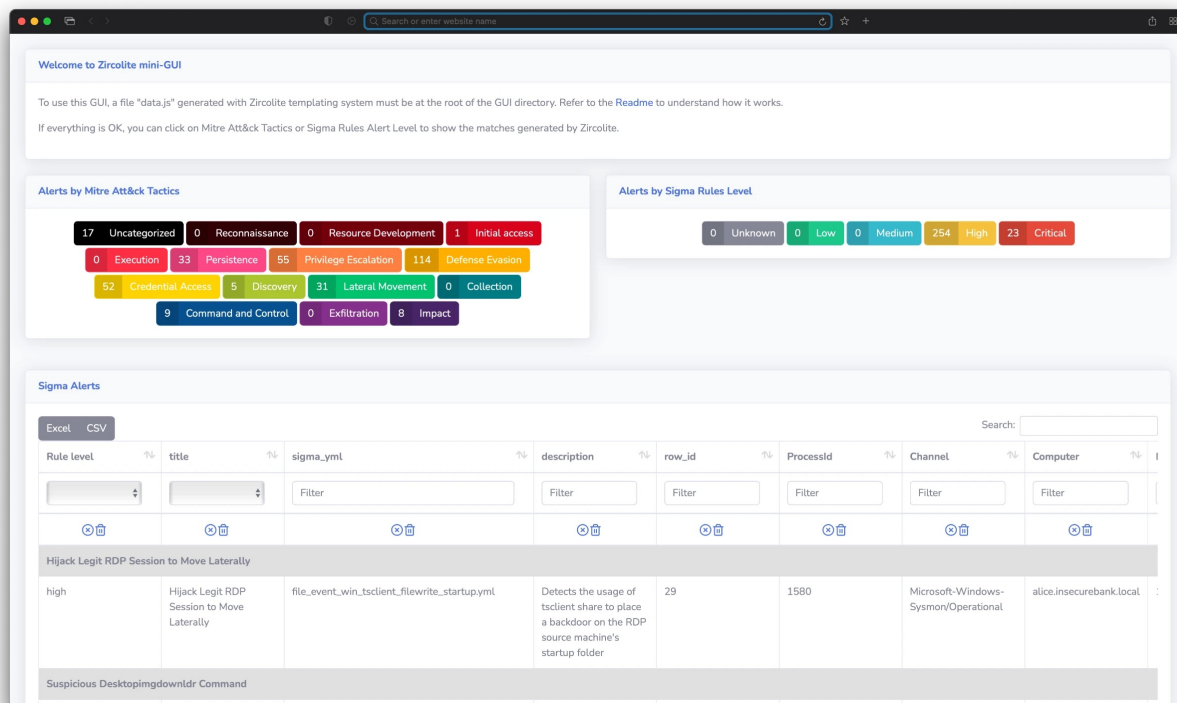 Search or enter website name
Welcome to Zircolite mini-GUI
To use this GUI, a file "data.js" generated with Zircolite templating system must be at the root of the GUI directory. Refer to the Readme to understand how it works.
If everything is OK, you can click on Mitre Att&ck Tactics or Sigma Rules Alert Level to show the matches generated by Zircolite.
Alerts by Mitre Att&ck Tactics
Alerts by Sigma Rules Level
17 Uncategorized 0 Reconnaissance 0 Resource Development 1 Initial access
0 Unknown 0 Low 0 Medium 254 High 23 Critical
0 Execution 33 Persistence 55 Privilege Escalation 114 Defense Evasion
52 Credential Access 5 Discovery 31 Lateral Movement 0 Collection
9 Command and Control 0 Exfiltration 8 Impact
Sigma Alerts
Excel CSV
Search:
Rule level title sigma_yml description row_id ProcessId Channel Computer
Filter Filter Filter Filter Filter Filter
Hijack Legit RDP Session to Move Laterally
high
Hijack Legit RDP
Session to Move
Laterally
file_event_win_tsclient_filewrite_startup.yml
Detects the usage of
tsclient share to place
a backdoor on the RDP
source machine's
startup folder
29
1580
Microsoft-Windows-
Sysmon/Operational
alice.insecurebank.local
Suspicious Desktopimgdownldr Command